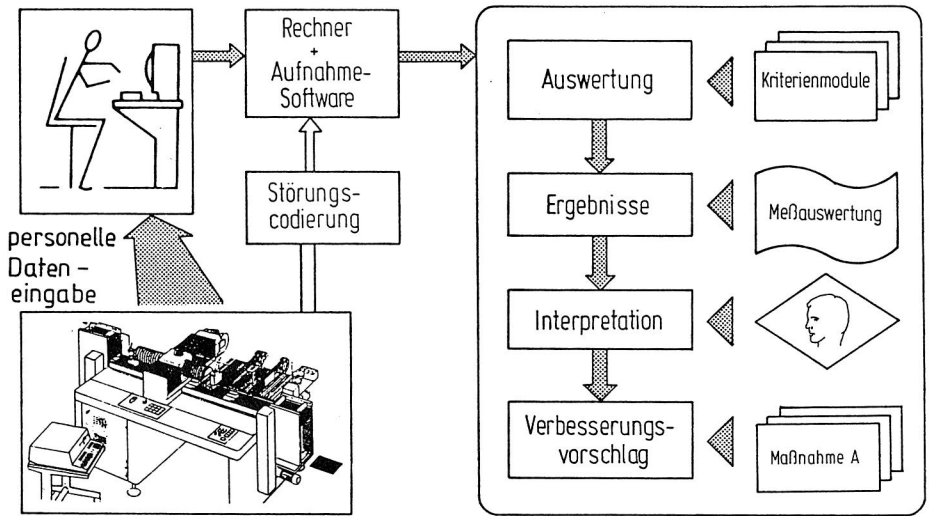 Rechner
+
Aufnahme-
Software
Störungs-
codierung
personelle
Daten-
eingabe
Auswertung
Kriterienmodule
Ergebnisse
Meßauswertung
Interpretation
Verbesserungs-
vorschlag
Maßnahme A